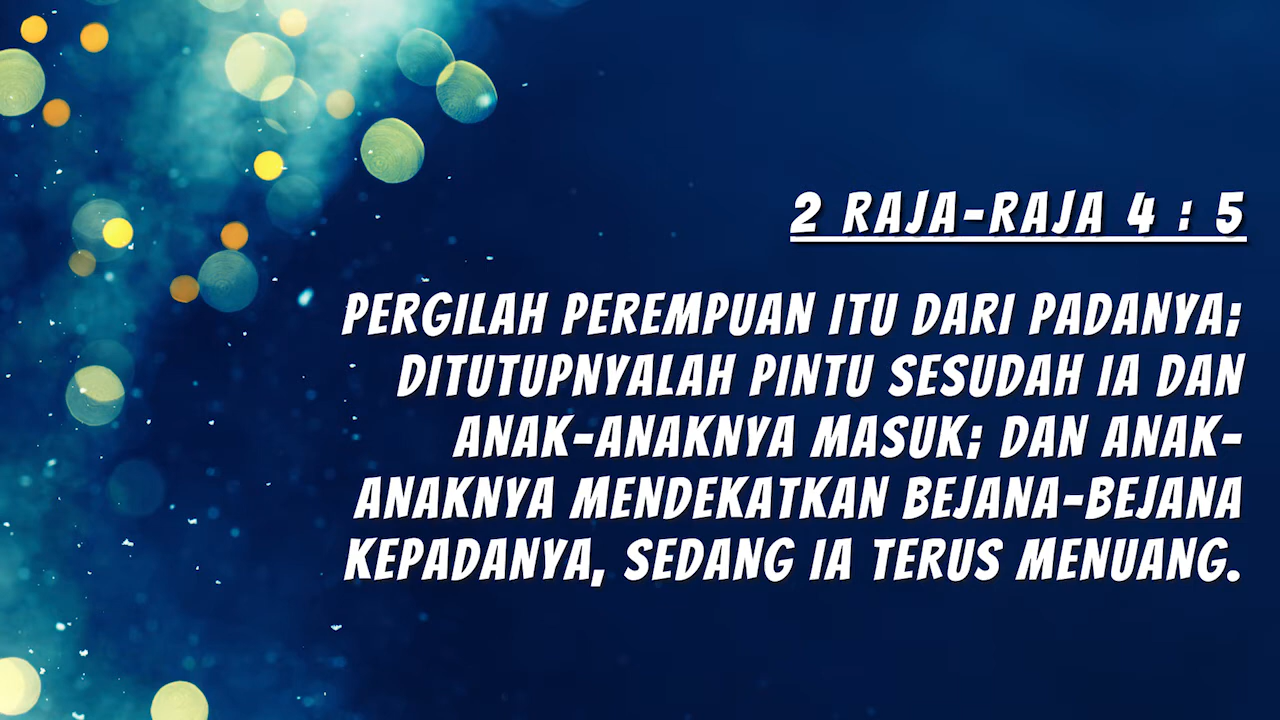 2 RAJA-RAJA 4 : 5
PERGILAH PEREMPUAN ITU DARI PADANYA;
DITUTUPNYALAH PINTU SESUDAH IA DAN
ANAK-ANAKNYA MASUK; DAN ANAK-
ANAKNYA MENDEKATKAN BEJANA-BEJANA
KEPADANYA, SEDANG IA TERUS MENUANG.